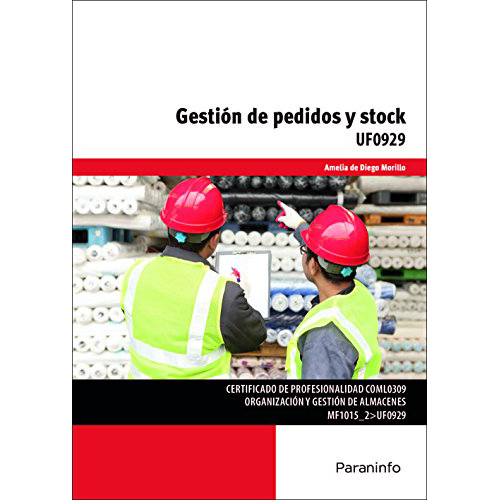 Gestión de pedidos y stock
UF0929
Amelia de Diego Morillo
CERTIFICADO DE PROFESIONALIDAD COML0309
ORGANIZACIÓN Y GESTIÓN DE ALMACENES
MF1015_2>UF0929
Paraninfo